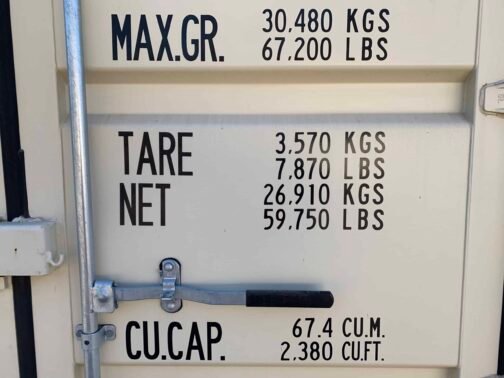 MAX.GR. 30,480 KGS
67,200 LBS
TARE 3,570 KGS
7,870 LBS
NET 26,910 KGS
59,750 LBS
CU.CAP. 67.4 CU.M.
2,380 CU.FT.